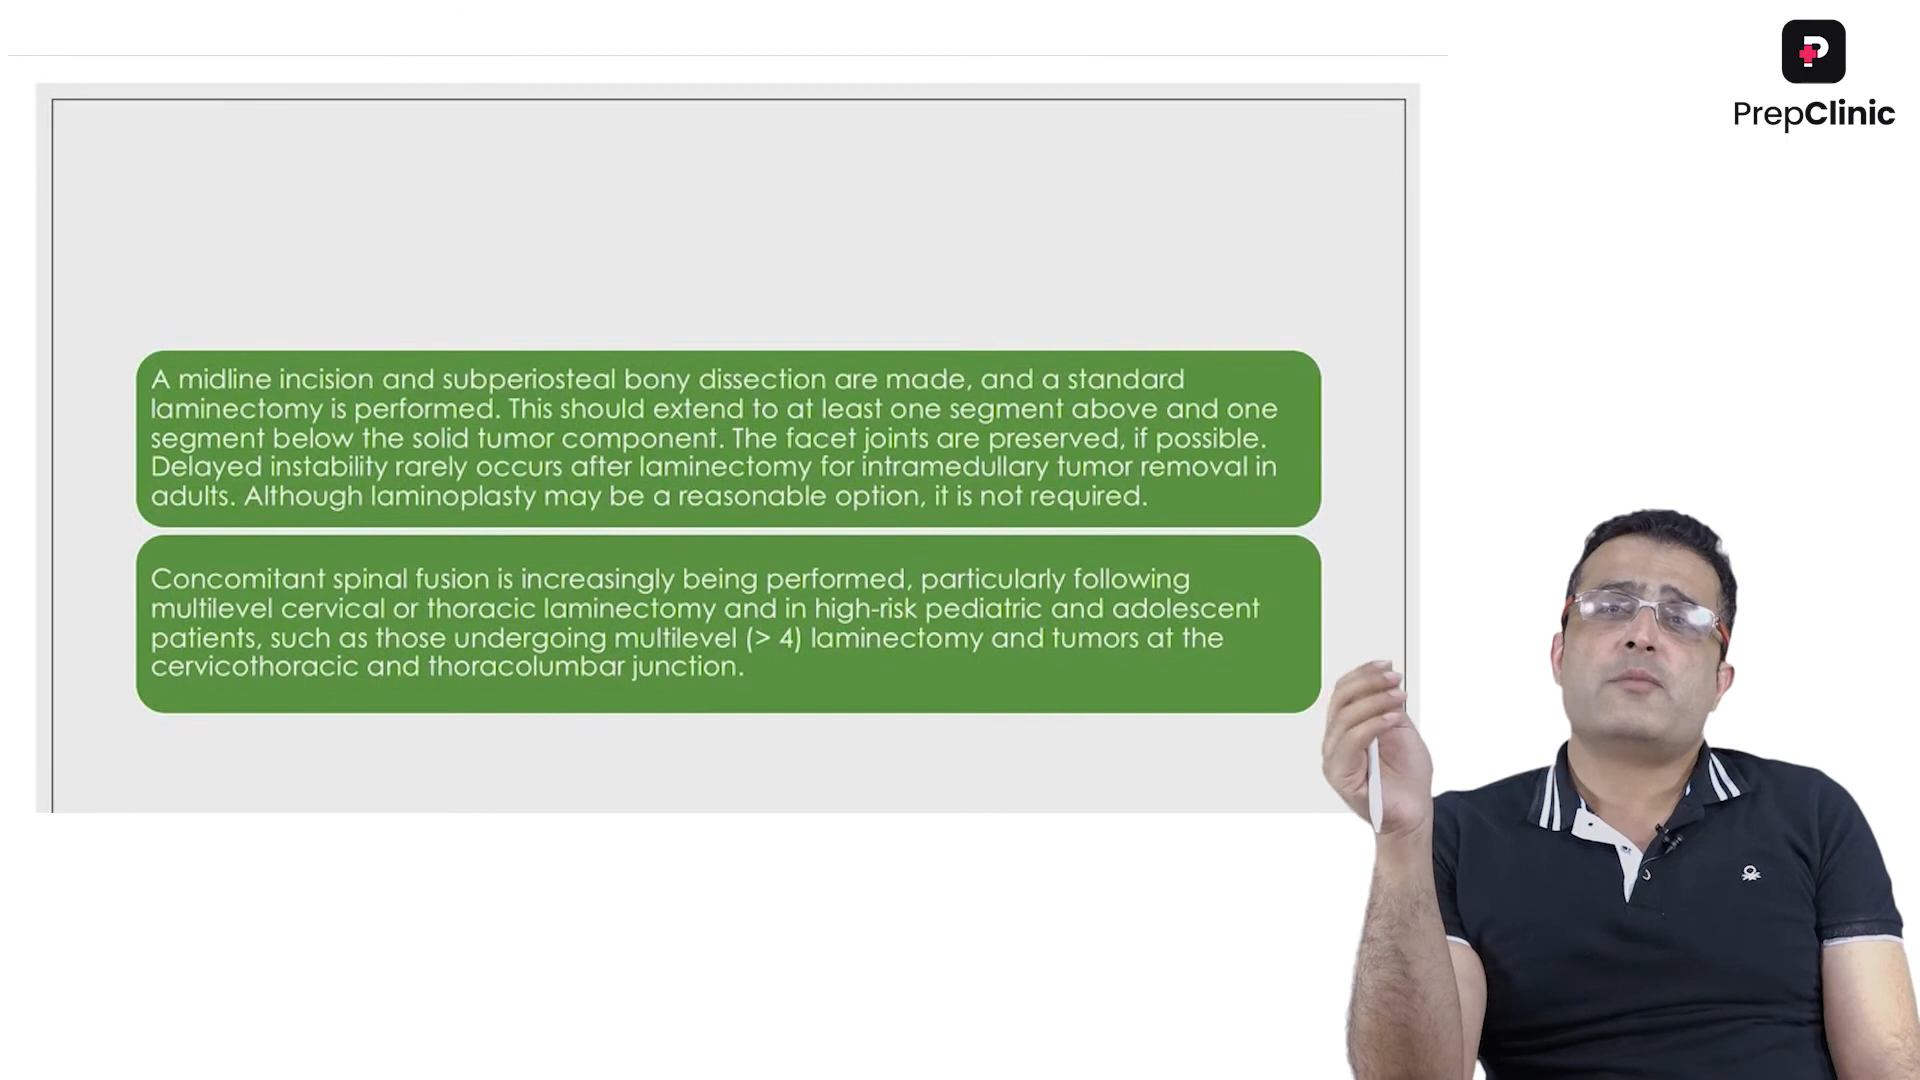 PrepClinic
A midline incision and subperiosteal bony dissection are made, and a standard
laminectomy is performed. This should extend to at least one segment above and one
segment below the solid tumor component. The facet joints are preserved, if possible.
Delayed instability rarely occurs after laminectomy for intramedullary tumor removal in
adults. Although laminoplasty may be a reasonable option, it is not required.
Concomitant spinal fusion is increasingly being performed, particularly following
multilevel cervical or thoracic laminectomy and in high-risk pediatric and adolescent
patients, such as those undergoing multilevel (> 4) laminectomy and tumors at the
cervicothoracic and thoracolumbar junction.